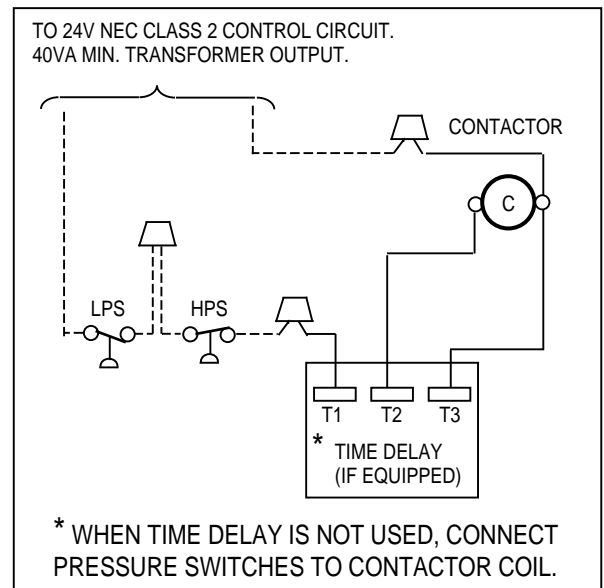 TO 24V NEC CLASS 2 CONTROL CIRCUIT.
40VA MIN. TRANSFORMER OUTPUT.
CONTACTOR
C
LPS
HPS
T1 T2 T3
* TIME DELAY
(IF EQUIPPED)
* WHEN TIME DELAY IS NOT USED, CONNECT
PRESSURE SWITCHES TO CONTACTOR COIL.